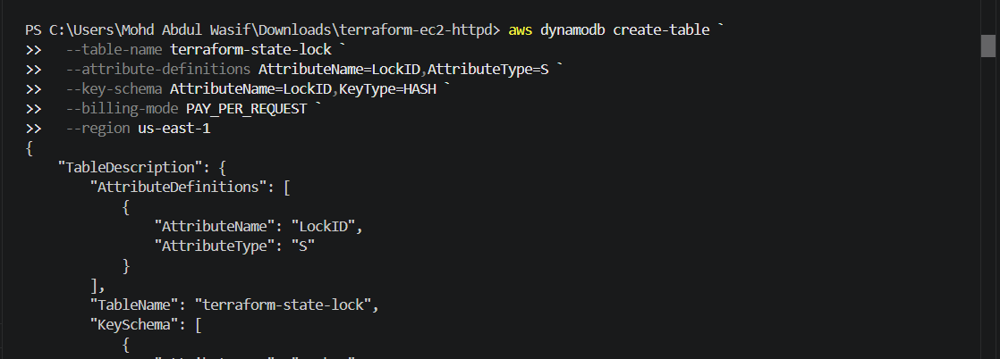 PS C:\Users\Mohd Abdul Wasif\Downloads\terraform-ec2-httpd> aws dynamodb create-table `
>>   --table-name terraform-state-lock `
>>   --attribute-definitions AttributeName=LockID,AttributeType=S `
>>   --key-schema AttributeName=LockID,KeyType=HASH `
>>   --billing-mode PAY_PER_REQUEST `
>>   --region us-east-1
{
    "TableDescription": {
        "AttributeDefinitions": [
            {
                "AttributeName": "LockID",
                "AttributeType": "S"
            }
        ],
        "TableName": "terraform-state-lock",
        "KeySchema": [
            {